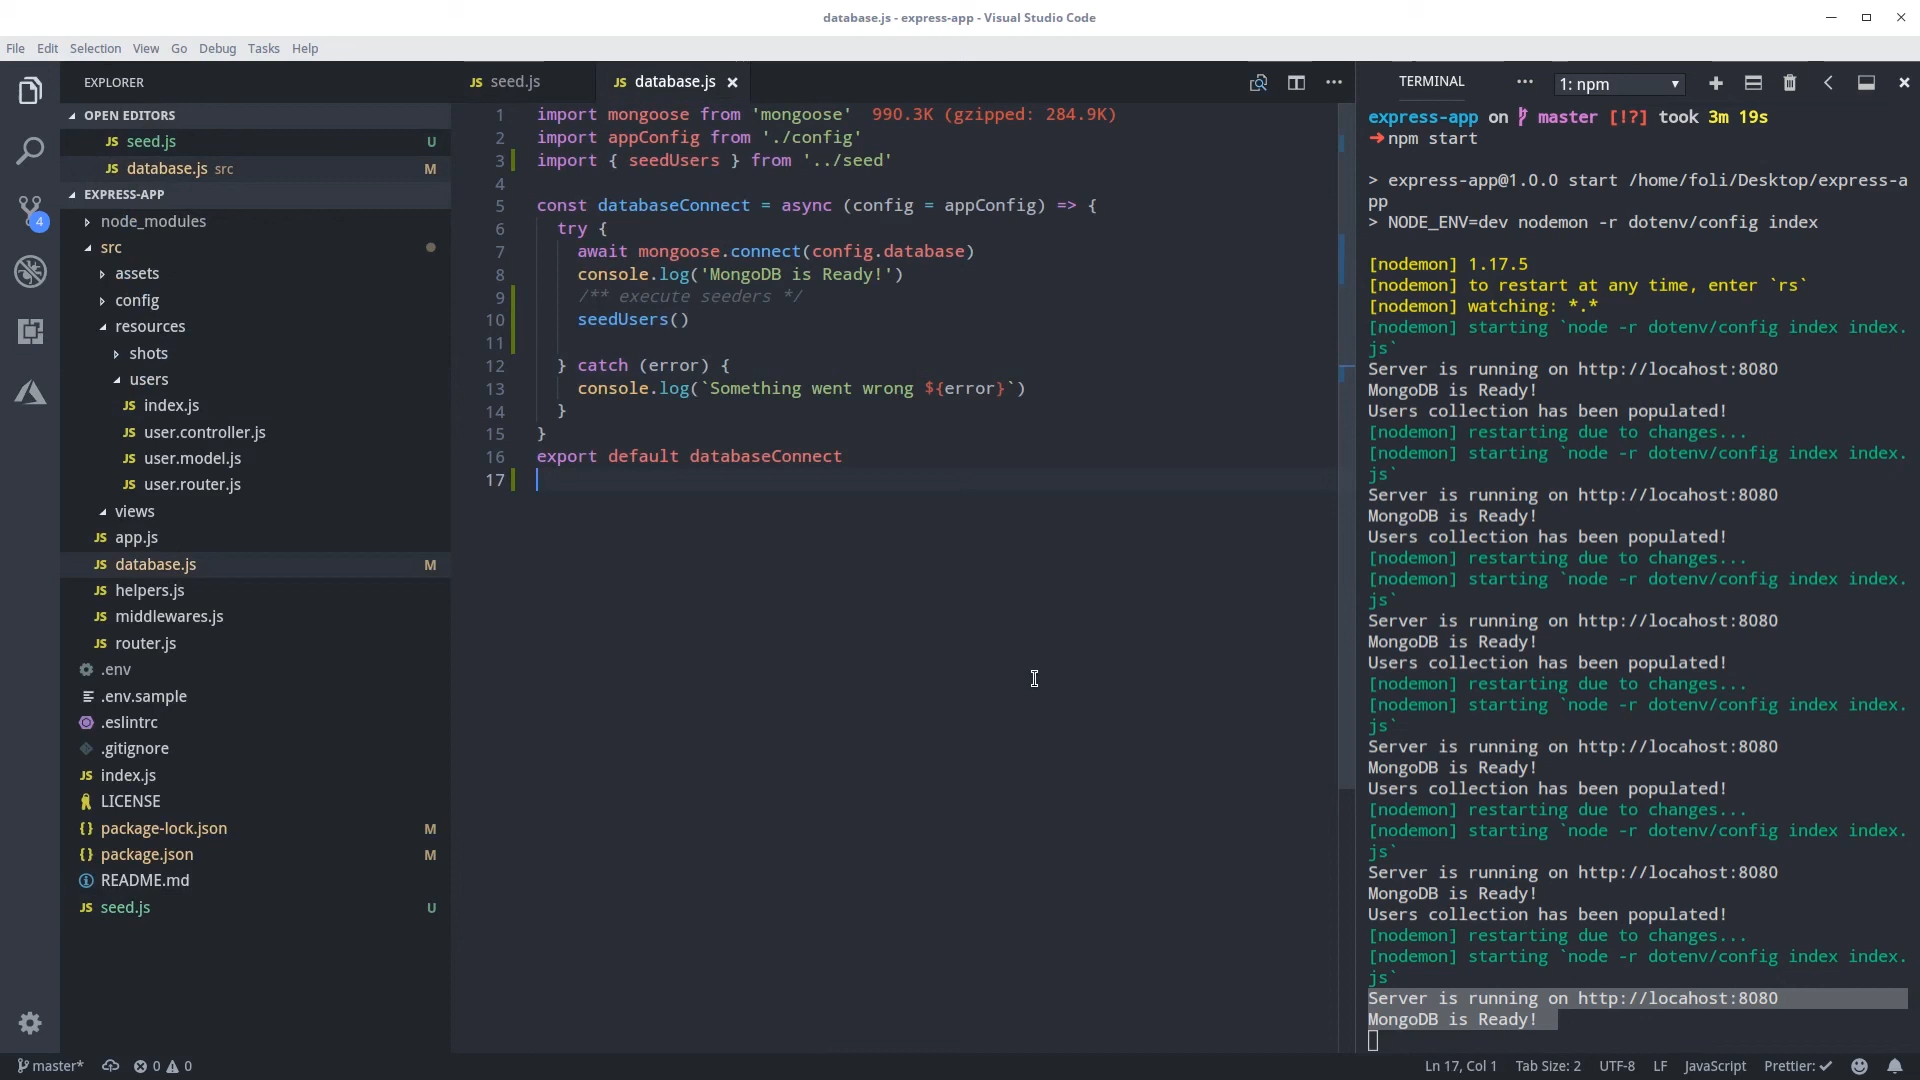 database.js - express-app - Visual Studio Code
File Edit Selection View Go Debug Tasks Help
EXPLORER
OPEN EDITORS
JS seed.js U
JS database.js src M
EXPRESS-APP
node_modules
src
assets
config
resources
shots
users
JS index.js
JS user.controller.js
JS user.model.js
JS user.router.js
views
JS app.js
JS database.js M
JS helpers.js
JS middlewares.js
JS router.js
.env
.env.sample
.eslintrc
.gitignore
JS index.js
LICENSE
{} package-lock.json M
{} package.json M
README.md
JS seed.js U
4
JS seed.js JS database.js
1 import mongoose from 'mongoose' 990.3K (gzipped: 284.9K)
2 import appConfig from './config'
3 import { seedUsers } from '../seed'
4
5 const databaseConnect = async (config = appConfig) => {
6 try {
7 await mongoose.connect(config.database)
8 console.log('MongoDB is Ready!')
9 /** execute seeders */
10 seedUsers()
11
12 } catch (error) {
13 console.log(`Something went wrong ${error}`)
14 }
15 }
16 export default databaseConnect
17
TERMINAL ... 1: npm
express-app on master [!?] took 3m 19s
➜ npm start
> express-app@1.0.0 start /home/foli/Desktop/express-a
pp
> NODE_ENV=dev nodemon -r dotenv/config index
[nodemon] 1.17.5
[nodemon] to restart at any time, enter `rs`
[nodemon] watching: *.*
[nodemon] starting `node -r dotenv/config index index.
js`
Server is running on http://locahost:8080
MongoDB is Ready!
Users collection has been populated!
[nodemon] restarting due to changes...
[nodemon] starting `node -r dotenv/config index index.
js`
Server is running on http://locahost:8080
MongoDB is Ready!
Users collection has been populated!
[nodemon] restarting due to changes...
[nodemon] starting `node -r dotenv/config index index.
js`
Server is running on http://locahost:8080
MongoDB is Ready!
Users collection has been populated!
[nodemon] restarting due to changes...
[nodemon] starting `node -r dotenv/config index index.
js`
Server is running on http://locahost:8080
MongoDB is Ready!
Users collection has been populated!
[nodemon] restarting due to changes...
[nodemon] starting `node -r dotenv/config index index.
js`
Server is running on http://locahost:8080
MongoDB is Ready!
Users collection has been populated!
[nodemon] restarting due to changes...
[nodemon] starting `node -r dotenv/config index index.
js`
Server is running on http://locahost:8080
MongoDB is Ready!
master* 0 0 Ln 17, Col 1 Tab Size: 2 UTF-8 LF JavaScript Prettier: ✓